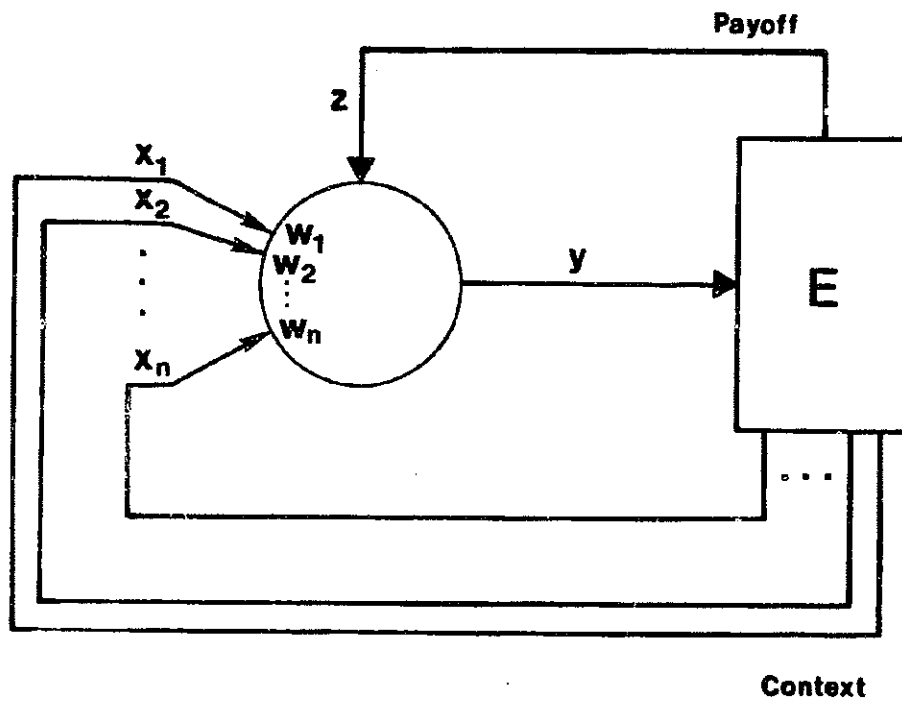 Payoff
z
x₁
x₂
.
.
.
xₙ
w₁
w₂
⋮
wₙ
y
E
...
Context